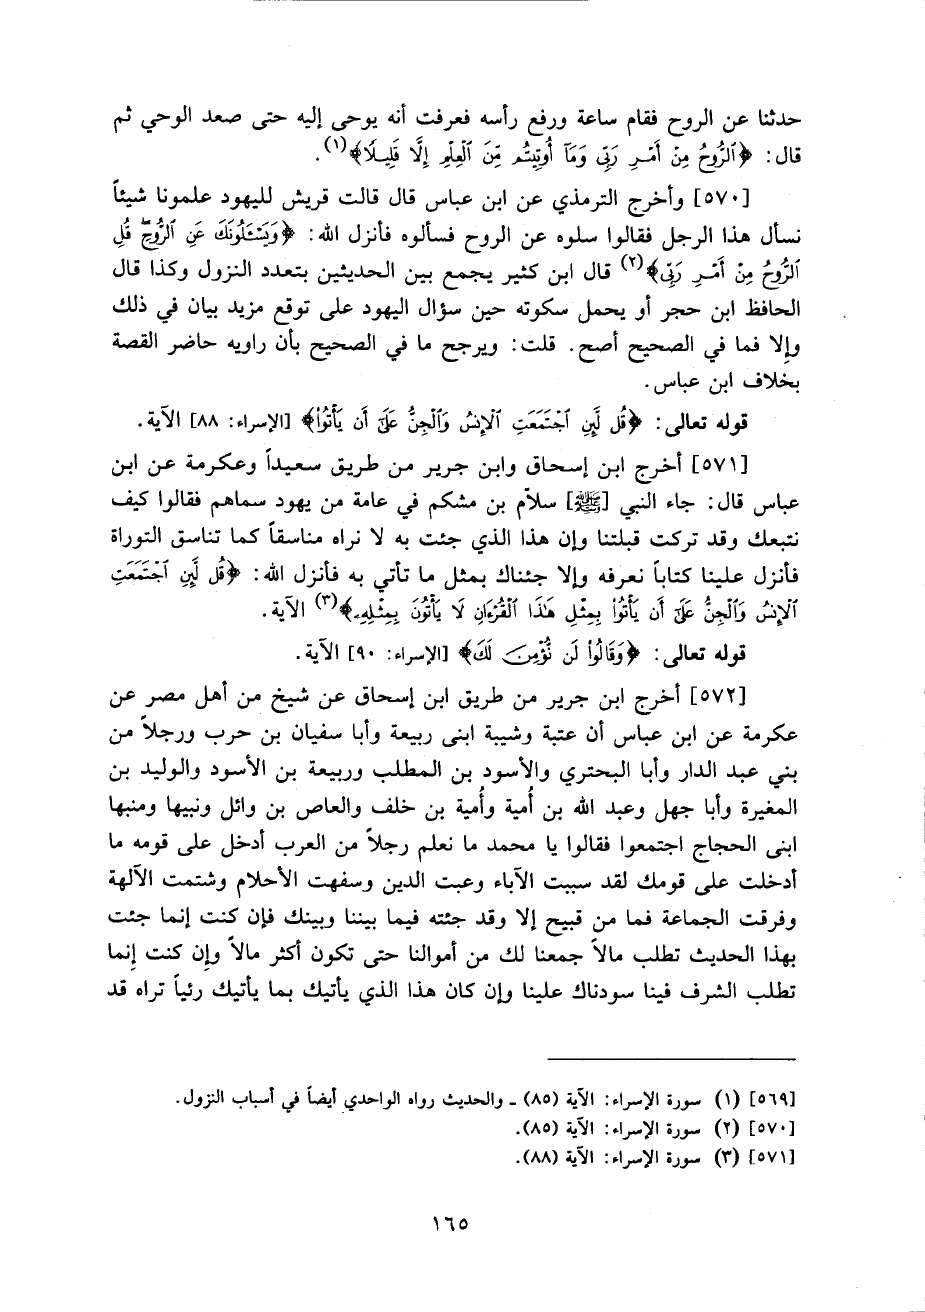 حدثنا عن الروح فقام ساعة ورفع رأسه فعرفت أنه يوحى إليه حتى صعد الوحي ثم
قال: ﴿ٱلرُّوحُ مِنْ أَمْرِ رَبِّى وَمَآ أُوتِيتُم مِّنَ ٱلْعِلْمِ إِلَّا قَلِيلًا﴾(١).
[٥٧٠] وأخرج الترمذي عن ابن عباس قال قالت قريش لليهود علمونا شيئاً
نسأل هذا الرجل فقالوا سلوه عن الروح فسألوه فأنزل الله: ﴿وَيَسْـَٔلُونَكَ عَنِ ٱلرُّوحِ قُلِ
ٱلرُّوحُ مِنْ أَمْرِ رَبِّى﴾(٢) قال ابن كثير يجمع بين الحديثين بتعدد النزول وكذا قال
الحافظ ابن حجر أو يحمل سكوته حين سؤال اليهود على توقع مزيد بيان في ذلك
وإلا فما في الصحيح أصح. قلت: ويرجح ما في الصحيح بأن راويه حاضر القصة
بخلاف ابن عباس.
قوله تعالى: ﴿قُل لَّئِنِ ٱجْتَمَعَتِ ٱلْإِنسُ وَٱلْجِنُّ عَلَىٰٓ أَن يَأْتُوا۟﴾ [الإسراء: ٨٨] الآية.
[٥٧١] أخرج ابن إسحاق وابن جرير من طريق سعيداً وعكرمة عن ابن
عباس قال: جاء النبي [ﷺ] سلاّم بن مشكم في عامة من يهود سماهم فقالوا كيف
نتبعك وقد تركت قبلتنا وإن هذا الذي جئت به لا نراه مناسقاً كما تناسق التوراة
فأنزل علينا كتاباً نعرفه وإلا جئناك بمثل ما تأتي به فأنزل الله: ﴿قُل لَّئِنِ ٱجْتَمَعَتِ
ٱلْإِنسُ وَٱلْجِنُّ عَلَىٰٓ أَن يَأْتُوا۟ بِمِثْلِ هَـٰذَا ٱلْقُرْءَانِ لَا يَأْتُونَ بِمِثْلِهِۦ﴾(٣) الآية.
قوله تعالى: ﴿وَقَالُوا۟ لَن نُّؤْمِنَ لَكَ﴾ [الإسراء: ٩٠] الآية.
[٥٧٢] أخرج ابن جرير من طريق ابن إسحاق عن شيخ من أهل مصر عن
عكرمة عن ابن عباس أن عتبة وشيبة ابنى ربيعة وأبا سفيان بن حرب ورجلاً من
بني عبد الدار وأبا البحتري والأسود بن المطلب وربيعة بن الأسود والوليد بن
المغيرة وأبا جهل وعبد الله بن أُمية وأُمية بن خلف والعاص بن وائل ونبيها ومنبها
ابنى الحجاج اجتمعوا فقالوا يا محمد ما نعلم رجلاً من العرب أدخل على قومه ما
أدخلت على قومك لقد سببت الآباء وعبت الدين وسفهت الأحلام وشتمت الآلهة
وفرقت الجماعة فما من قبيح إلا وقد جئته فيما بيننا وبينك فإن كنت إنما جئت
بهذا الحديث تطلب مالاً جمعنا لك من أموالنا حتى تكون أكثر مالاً وإن كنت إنما
تطلب الشرف فينا سودناك علينا وإن كان هذا الذي يأتيك بما يأتيك رئياً تراه قد
[٥٦٩] (١) سورة الإسراء: الآية (٨٥) ـ والحديث رواه الواحدي أيضاً في أسباب النزول.
[٥٧٠] (٢) سورة الإسراء: الآية (٨٥).
[٥٧١] (٣) سورة الإسراء: الآية (٨٨).
١٦٥